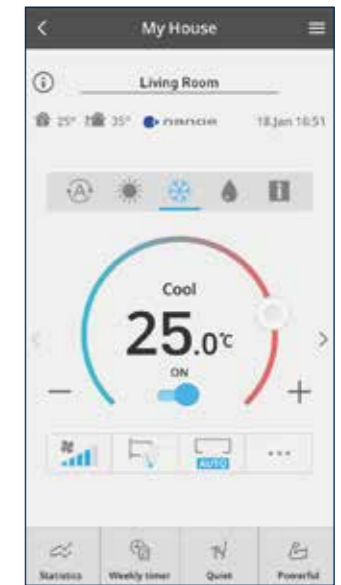 My House
Living Room
25° 35° nanoe 18.Jan 16:51
A
Cool
25.0℃
ON
AUTO
Statistics Weekly timer Quiet Powerful